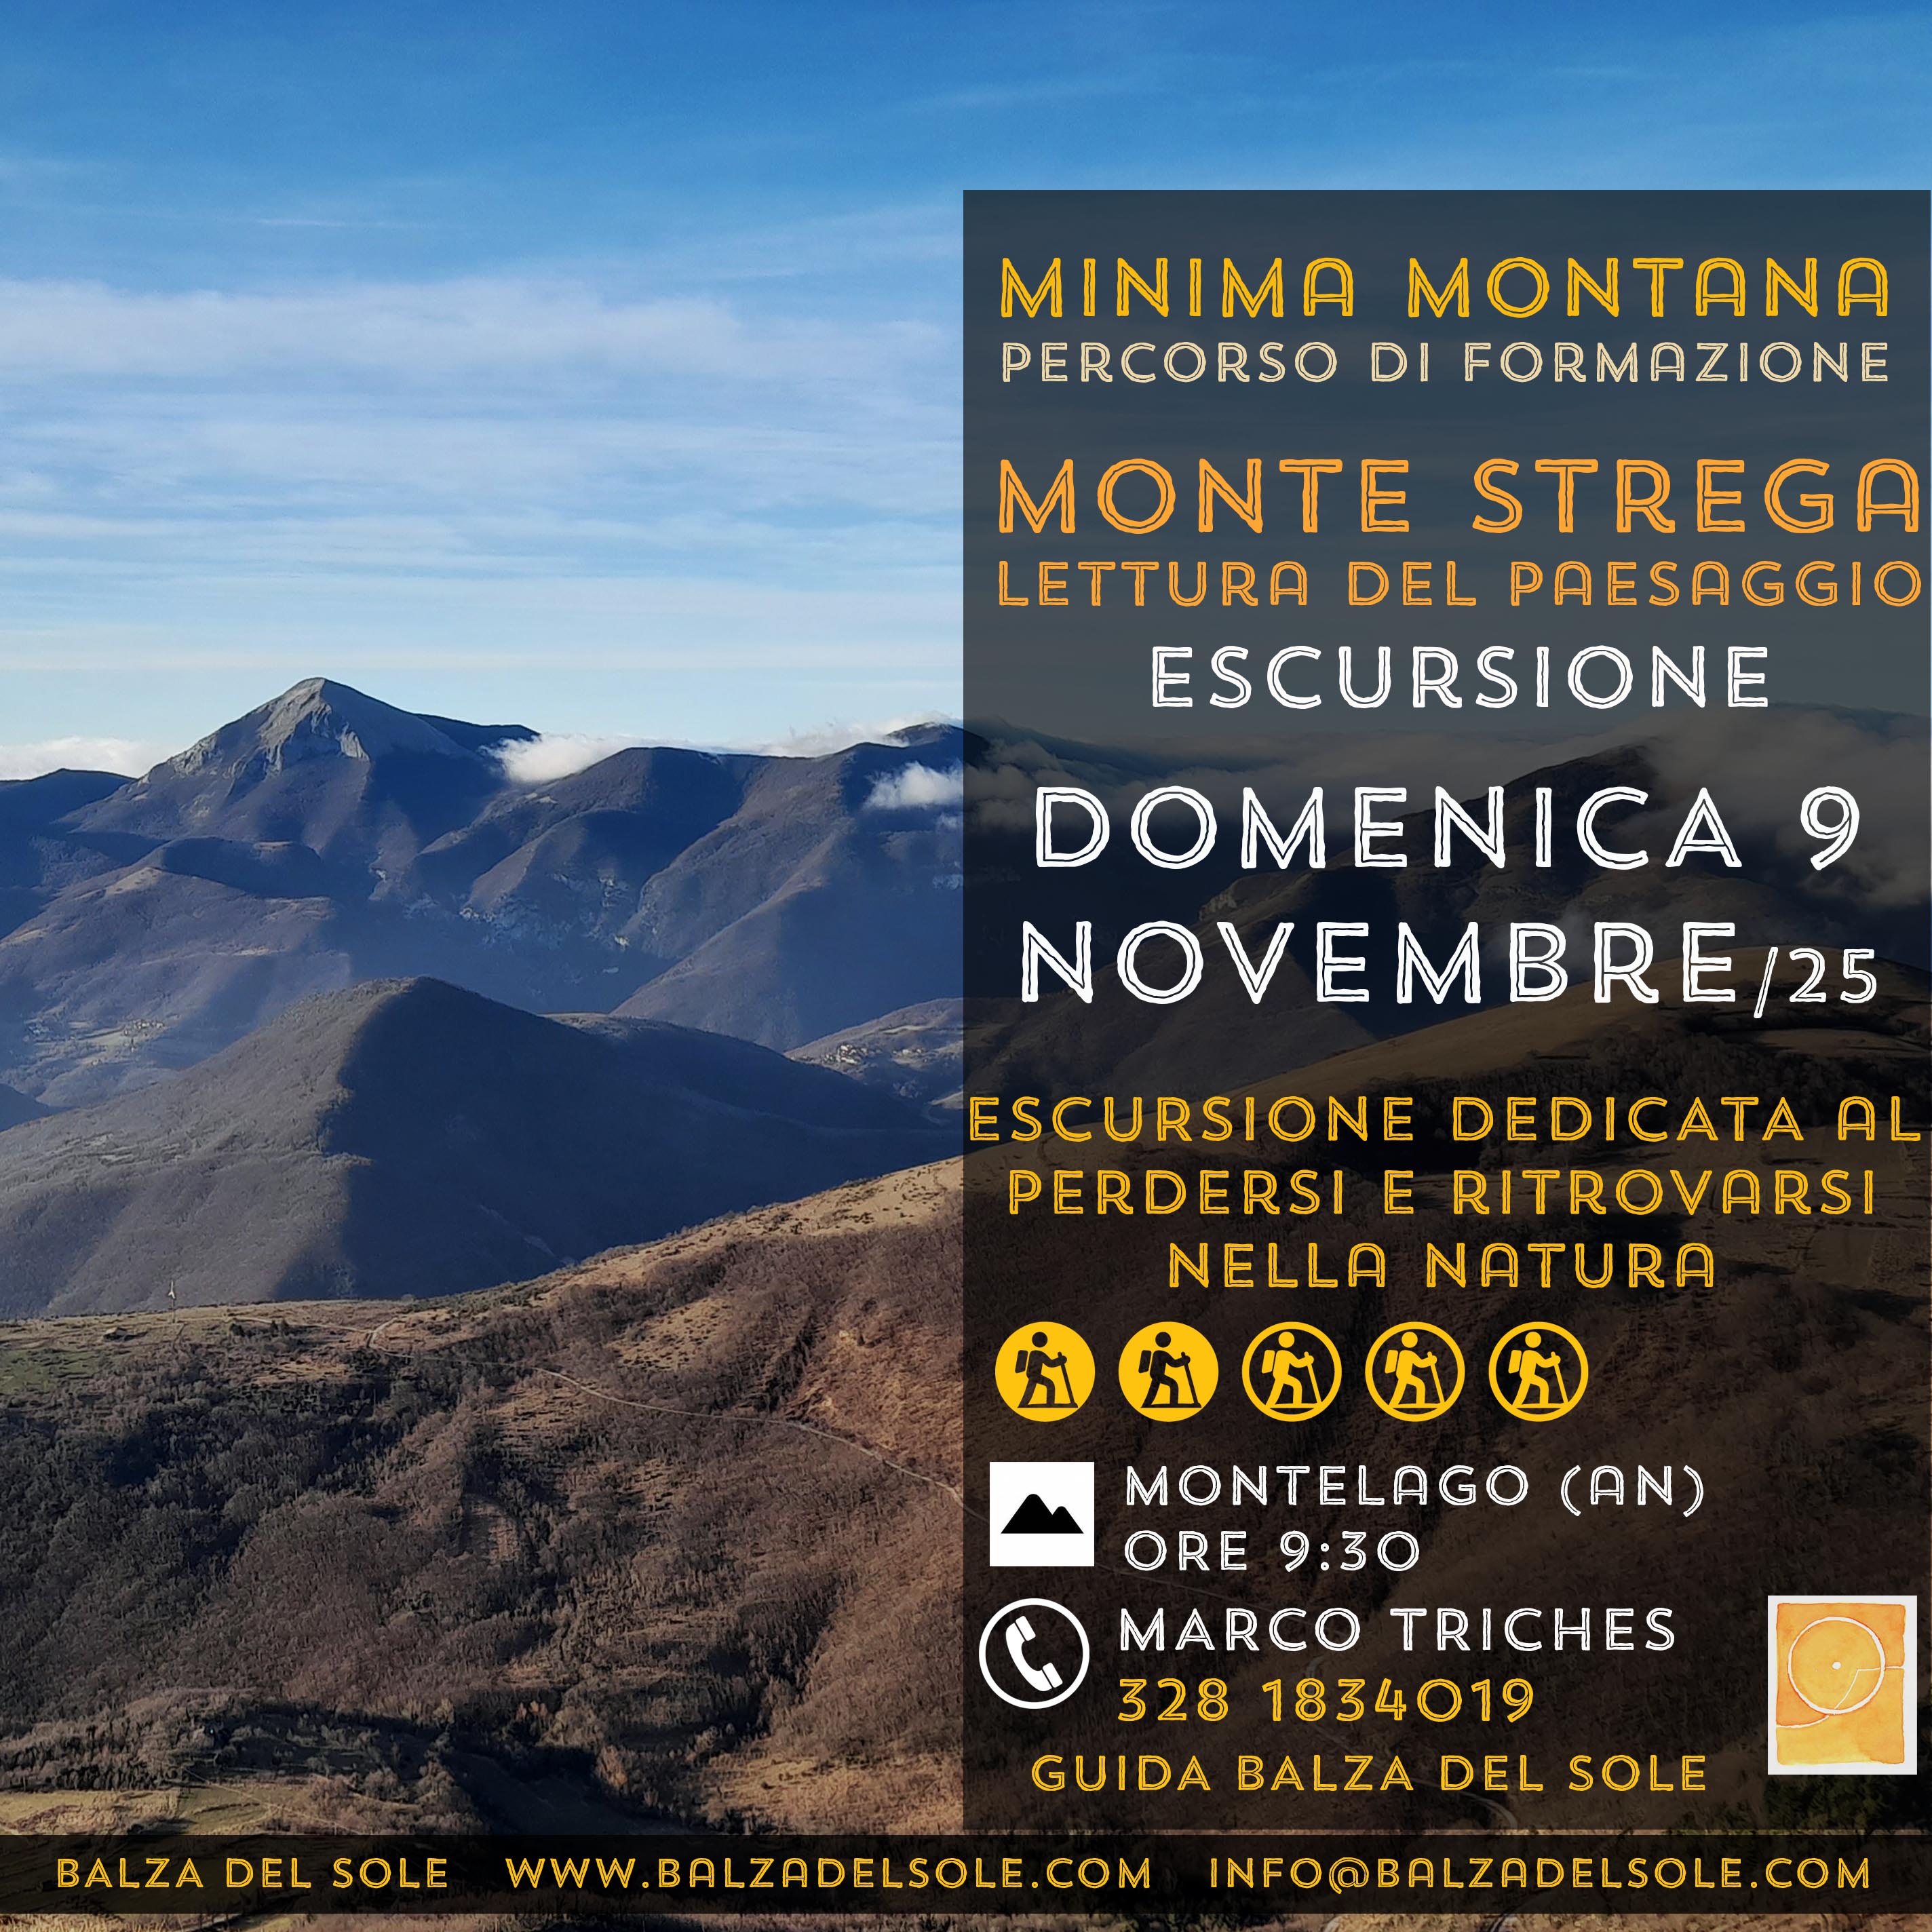 MINIMA MONTANA
PERCORSO DI FORMAZIONE
MONTE STREGA
LETTURA DEL PAESAGGIO
ESCURSIONE
DOMENICA 9
NOVEMBRE/25
ESCURSIONE DEDICATA AL
PERDERSI E RITROVARSI
NELLA NATURA
MONTELAGO (AN)
ORE 9:30
MARCO TRICHES
328 1834019
GUIDA BALZA DEL SOLE
BALZA DEL SOLE WWW.BALZADELSOLE.COM INFO@BALZADELSOLE.COM